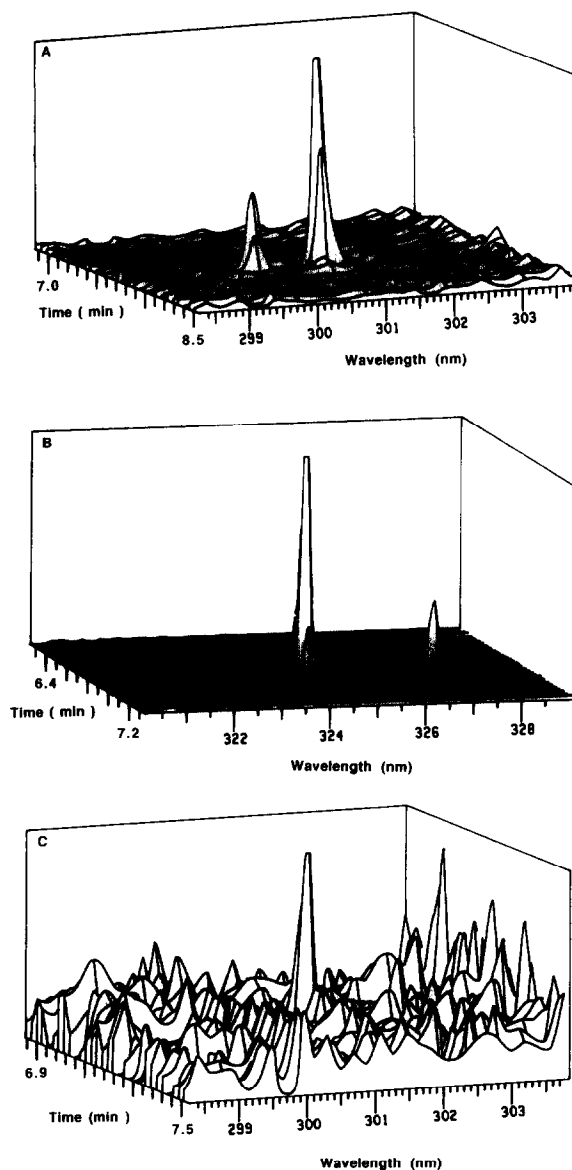 A
7.0
Time ( min )
8.5
299
300
301
302
303
Wavelength (nm)
B
6.4
Time ( min )
7.2
322
324
326
328
Wavelength (nm)
C
6.9
Time (min )
7.5
299
300
301
302
303
Wavelength (nm)